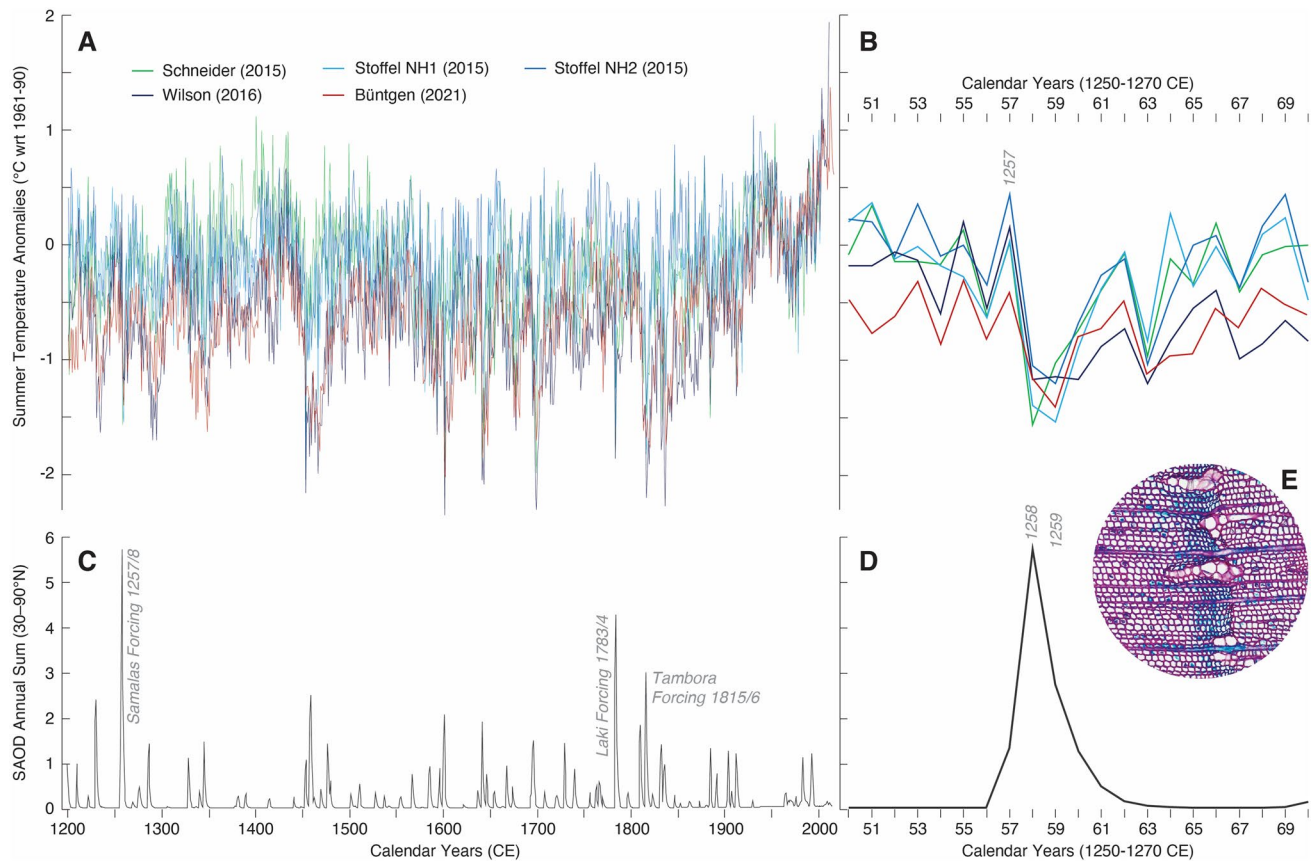 A
Schneider (2015)
Stoffel NH1 (2015)
Stoffel NH2 (2015)
Wilson (2016)
Büntgen (2021)
Summer Temperature Anomalies (°C wrt 1961-90)
2
1
0
-1
-2
B
Calendar Years (1250-1270 CE)
51 53 55 57 59 61 63 65 67 69
1257
C
SAOD Annual Sum (30–90°N)
6
5
4
3
2
1
0
Samalas Forcing 1257/8
Laki Forcing 1783/4
Tambora
Forcing 1815/6
1200 1300 1400 1500 1600 1700 1800 1900 2000
Calendar Years (CE)
D
1258
1259
E
51 53 55 57 59 61 63 65 67 69
Calendar Years (1250-1270 CE)